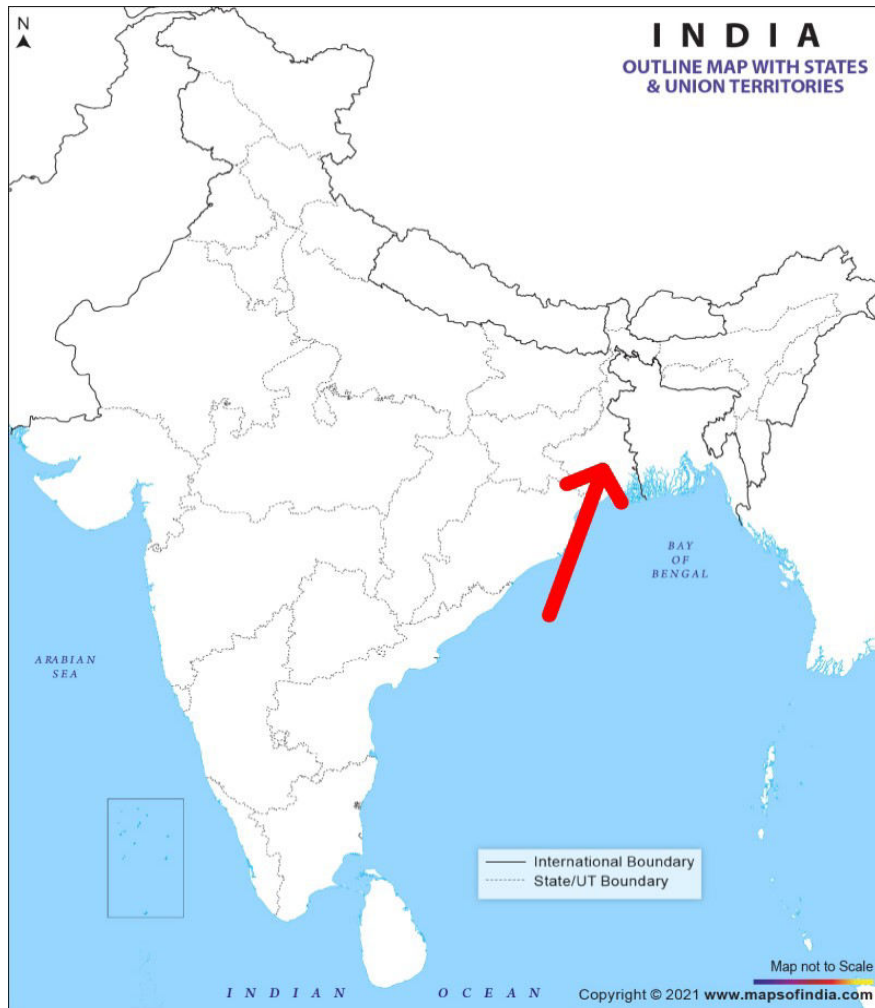 N
INDIA
OUTLINE MAP WITH STATES
& UNION TERRITORIES
BAY
OF
BENGAL
ARABIAN
SEA
International Boundary
State/UT Boundary
Map not to Scale
INDIAN OCEAN
Copyright © 2021 www.mapsofindia.com